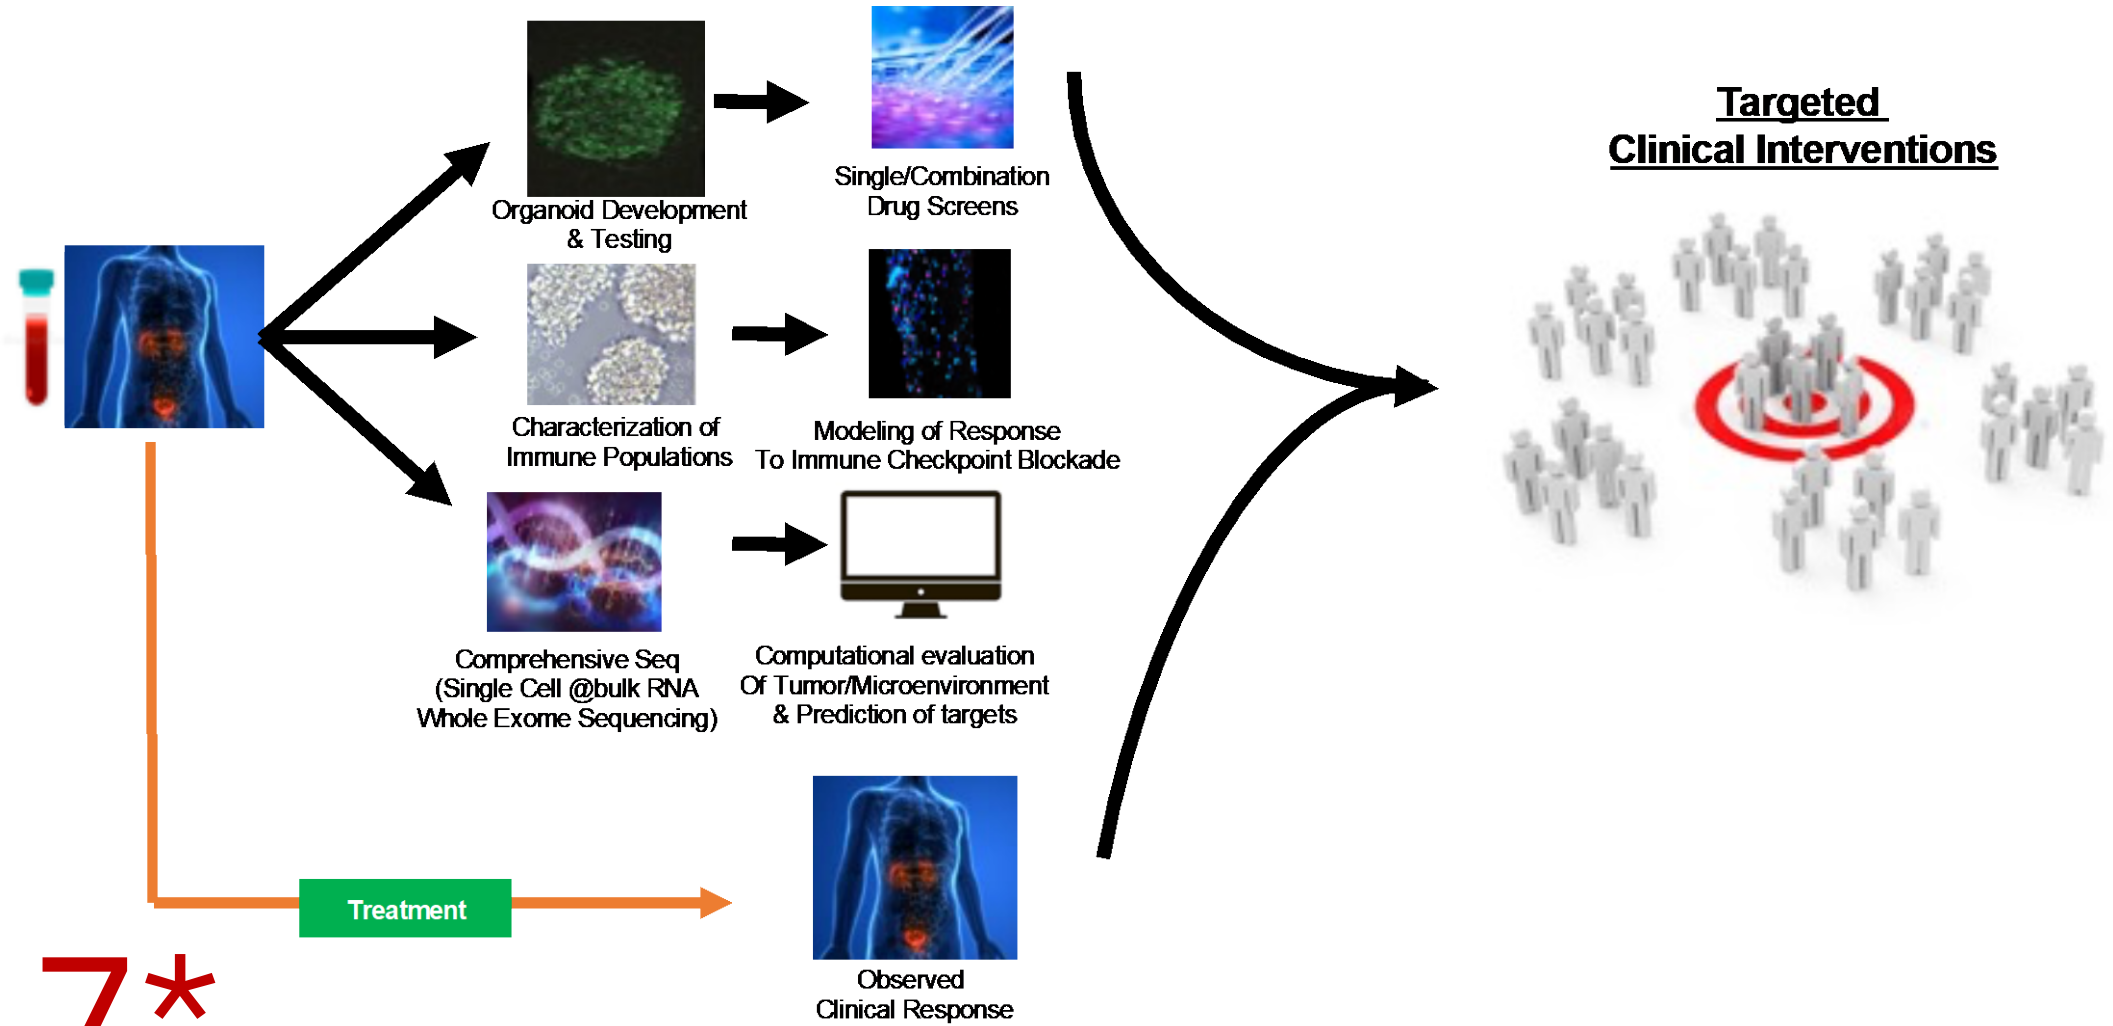 Targeted
Clinical Interventions
Single/Combination
Drug Screens
Organoid Development
& Testing
Characterization of
Immune Populations
Modeling of Response
To Immune Checkpoint Blockade
Comprehensive Seq
(Single Cell @bulk RNA
Whole Exome Sequencing)
Computational evaluation
Of Tumor/Microenvironment
& Prediction of targets
Treatment
Observed
Clinical Response
7*